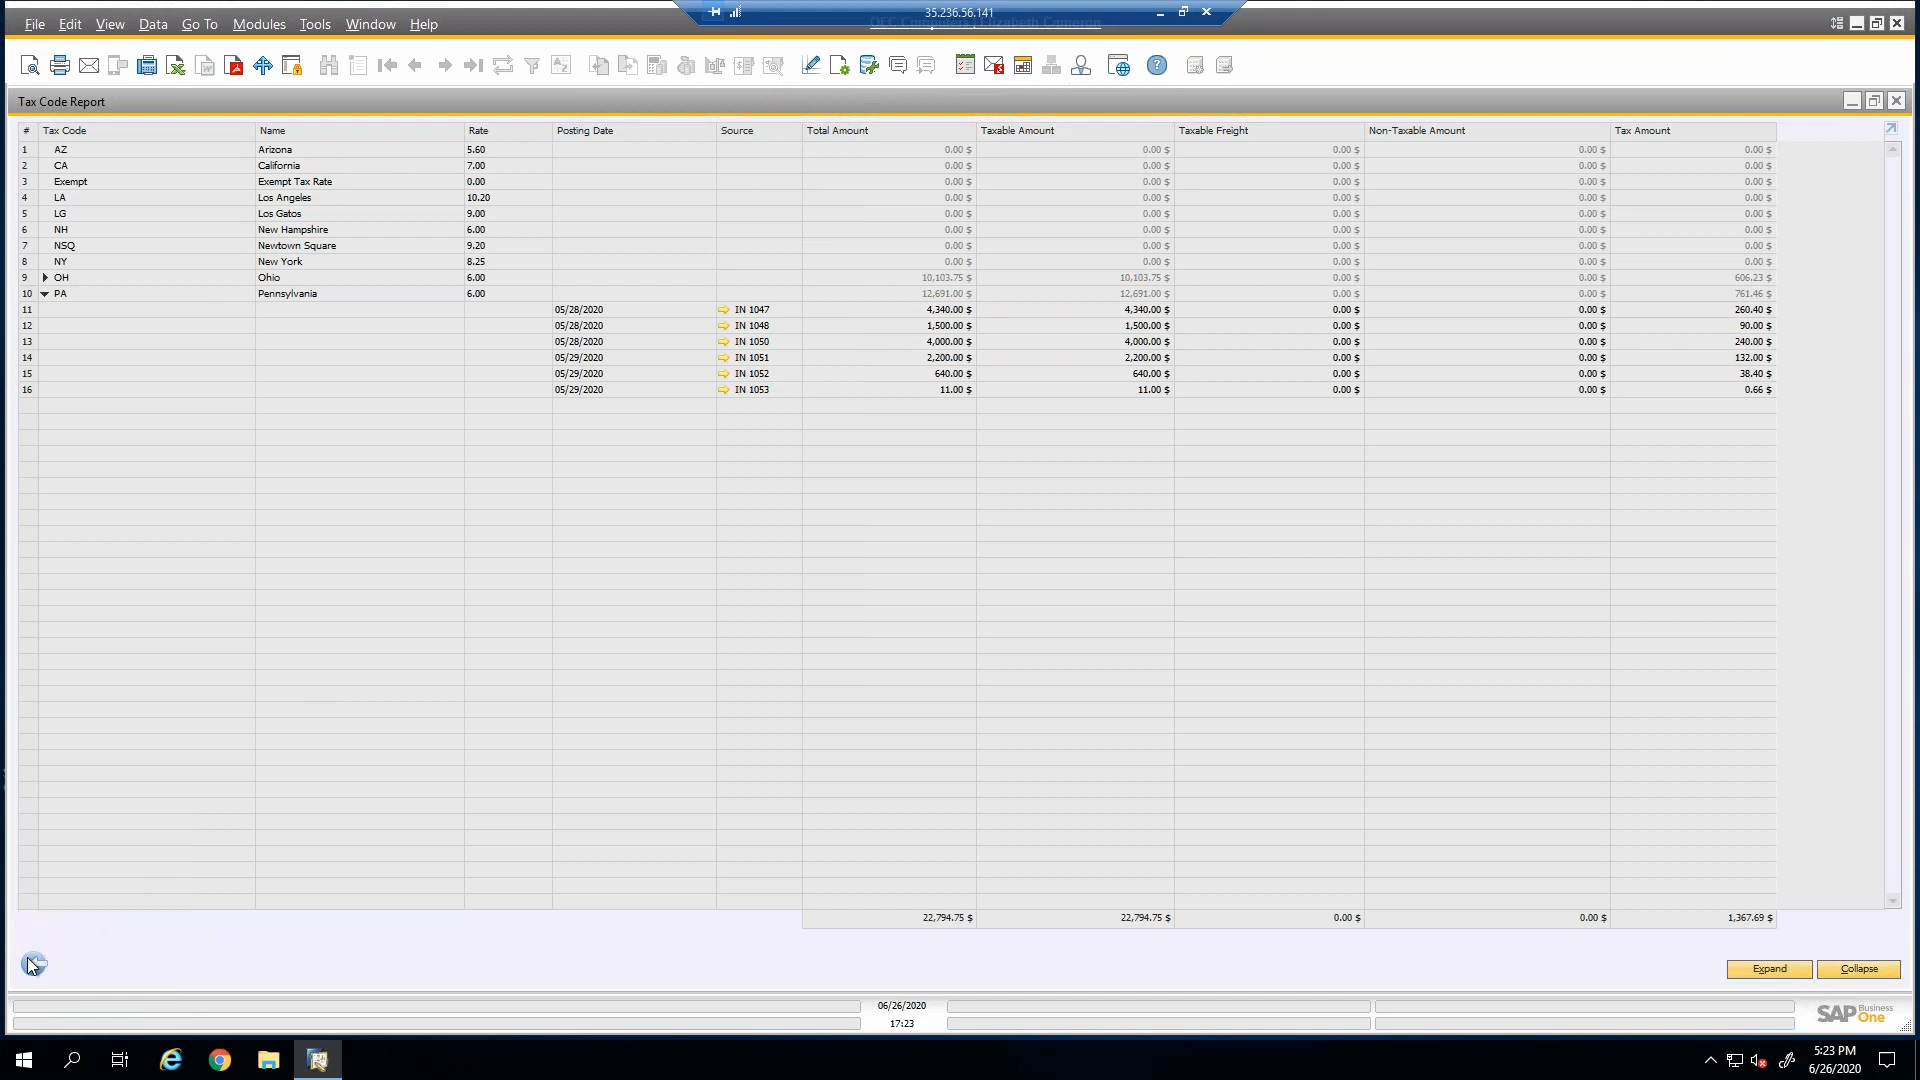 35.236.56.141
File Edit View Data Go To Modules Tools Window Help
OEC Computers Elizabeth Cameron
Tax Code Report
# Tax Code Name Rate Posting Date Source Total Amount Taxable Amount Taxable Freight Non-Taxable Amount Tax Amount
1 AZ Arizona 5.60 0.00 $ 0.00 $ 0.00 $ 0.00 $ 0.00 $
2 CA California 7.00 0.00 $ 0.00 $ 0.00 $ 0.00 $ 0.00 $
3 Exempt Exempt Tax Rate 0.00 0.00 $ 0.00 $ 0.00 $ 0.00 $ 0.00 $
4 LA Los Angeles 10.20 0.00 $ 0.00 $ 0.00 $ 0.00 $ 0.00 $
5 LG Los Gatos 9.00 0.00 $ 0.00 $ 0.00 $ 0.00 $ 0.00 $
6 NH New Hampshire 6.00 0.00 $ 0.00 $ 0.00 $ 0.00 $ 0.00 $
7 NSQ Newtown Square 9.20 0.00 $ 0.00 $ 0.00 $ 0.00 $ 0.00 $
8 NY New York 8.25 0.00 $ 0.00 $ 0.00 $ 0.00 $ 0.00 $
9 OH Ohio 6.00 10,103.75 $ 10,103.75 $ 0.00 $ 0.00 $ 606.23 $
10 PA Pennsylvania 6.00 12,691.00 $ 12,691.00 $ 0.00 $ 0.00 $ 761.46 $
11 05/28/2020 IN 1047 4,340.00 $ 4,340.00 $ 0.00 $ 0.00 $ 260.40 $
12 05/28/2020 IN 1048 1,500.00 $ 1,500.00 $ 0.00 $ 0.00 $ 90.00 $
13 05/28/2020 IN 1050 4,000.00 $ 4,000.00 $ 0.00 $ 0.00 $ 240.00 $
14 05/29/2020 IN 1051 2,200.00 $ 2,200.00 $ 0.00 $ 0.00 $ 132.00 $
15 05/29/2020 IN 1052 640.00 $ 640.00 $ 0.00 $ 0.00 $ 38.40 $
16 05/29/2020 IN 1053 11.00 $ 11.00 $ 0.00 $ 0.00 $ 0.66 $
22,794.75 $ 22,794.75 $ 0.00 $ 0.00 $ 1,367.69 $
Expand Collapse
06/26/2020
17:23
SAP Business One
5:23 PM
6/26/2020